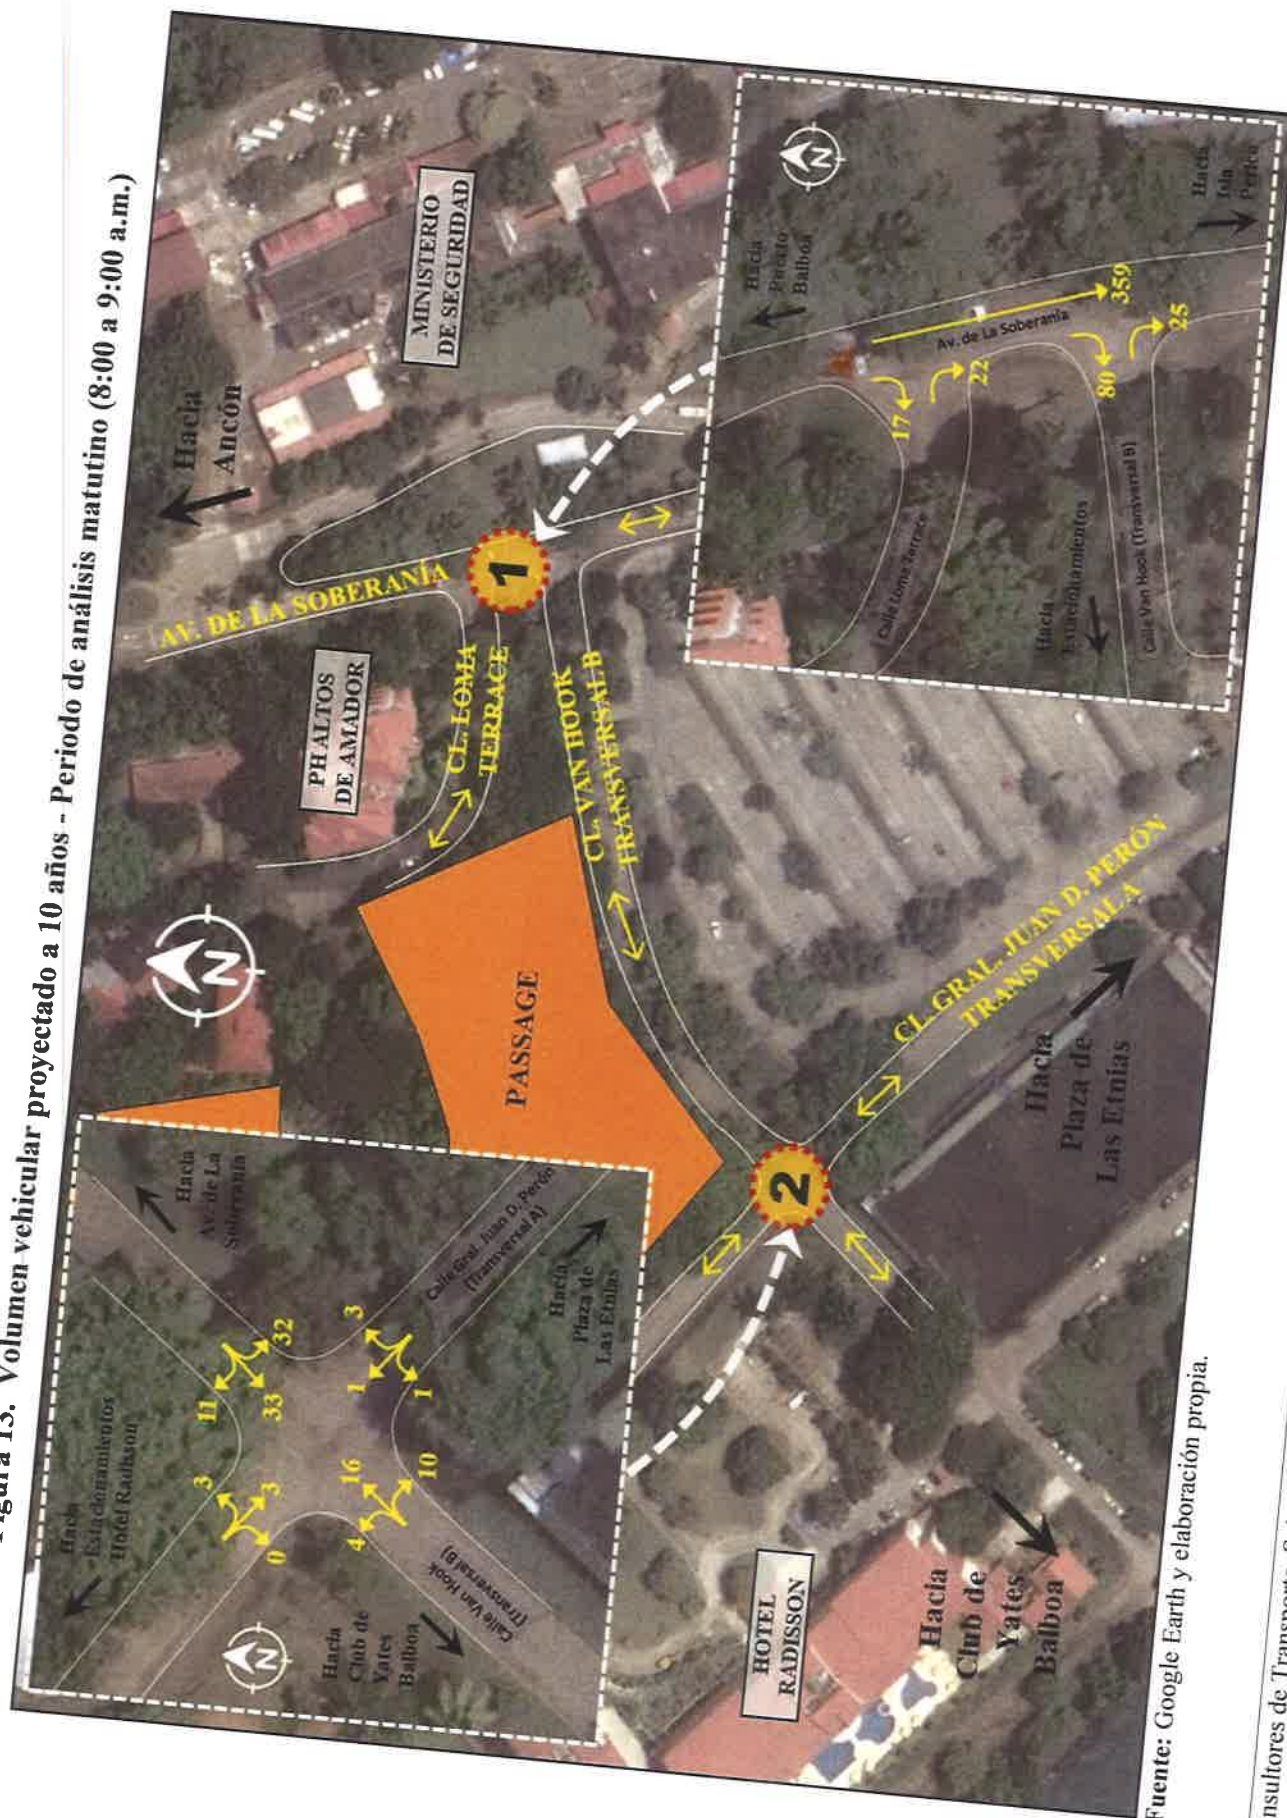 Figura 13. Volumen vehicular proyectado a 10 años - Periodo de análisis matutino (8:00 a 9:00 a.m.)
Hacia
Estacionamientos
Hotel Radisson
Hacia
Av. de La
Soberanía
11
32
33
3
3
0
3
1
1
16
4
10
Calle Gral. Juan D. Perón
(Transversal A)
Hacia
Plaza de
Las Etnias
Calle Van Hook
(Transversal B)
Hacia
Club de
Yates
Balboa
N
N
Hacia
Ancón
AV. DE LA SOBERANÍA
PH ALTOS
DE AMADOR
MINISTERIO
DE SEGURIDAD
CL. LOMA
TERRACE
1
PASSAGE
CL. VAN HOOK
TRANSVERSAL B
2
CL. GRAL. JUAN D. PERÓN
TRANSVERSAL A
Hacia
Plaza de
Las Etnias
HOTEL
RADISSON
Hacia
Club de
Yates
Balboa
Hacia
Puerto
Balboa
N
Av. de La Soberanía
359
17
22
80
25
Calle Loma Terrace
Hacia
Estacionamientos
Calle Van Hook (Transversal B)
Hacia
Isla
Perico
Fuente: Google Earth y elaboración propia.
nsultores de Transporte